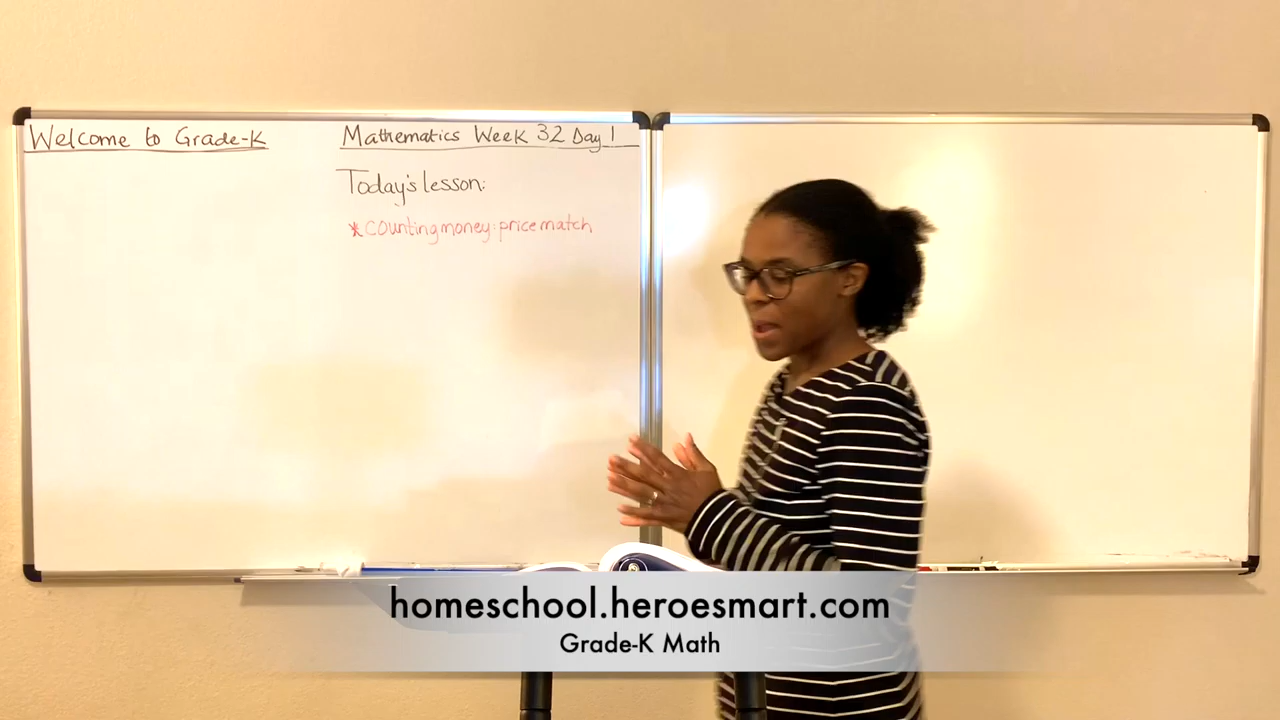 Welcome to Grade-K
Mathematics Week 32 Day 1
Today's lesson:
* counting money: price match
homeschool.heroesmart.com
Grade-K Math